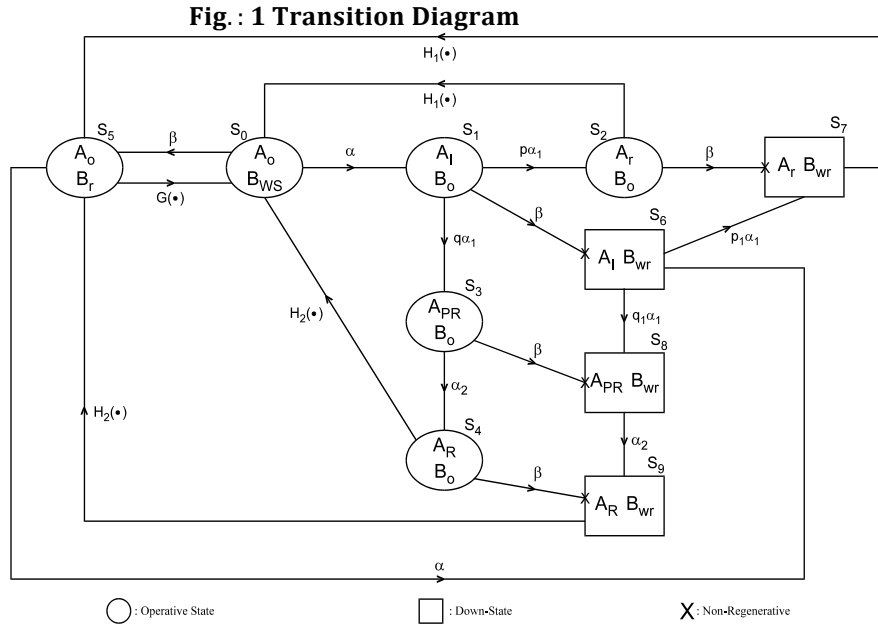 Fig. : 1 Transition Diagram
H1(•)
H1(•)
S5
β
S0
α
S1
pα1
S2
β
S7
Ao
Br
Ao
BWS
AI
Bo
Ar
Bo
Ar Bwr
G(•)
β
S6
AI Bwr
p1α1
qα1
S3
H2(•)
APR
Bo
q1α1
S8
β
APR Bwr
α2
H2(•)
S4
α2
AR
Bo
S9
β
AR Bwr
α
: Operative State
: Down-State
X : Non-Regenerative